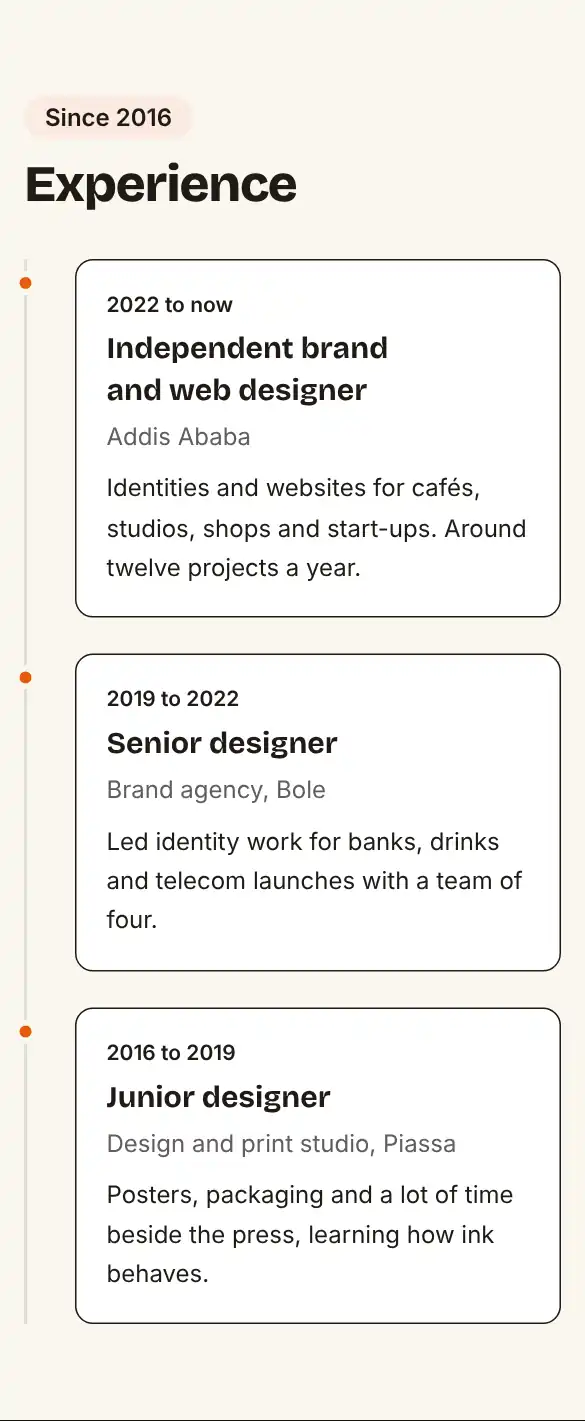 Since 2016
Experience
2022 to now
Independent brand
and web designer
Addis Ababa
Identities and websites for cafés,
studios, shops and start-ups. Around
twelve projects a year.
2019 to 2022
Senior designer
Brand agency, Bole
Led identity work for banks, drinks
and telecom launches with a team of
four.
2016 to 2019
Junior designer
Design and print studio, Piassa
Posters, packaging and a lot of time
beside the press, learning how ink
behaves.